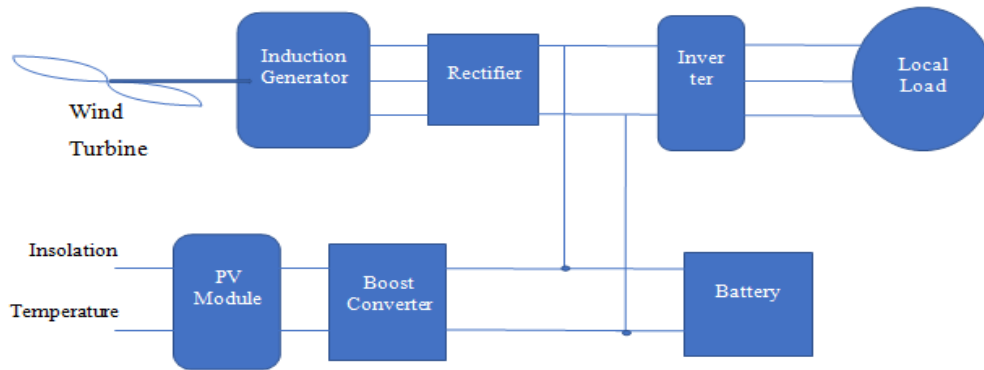 Induction
Generator
Rectifier
Inver
ter
Local
Load
Wind
Turbine
Insolation
Temperature
PV
Module
Boost
Converter
Battery